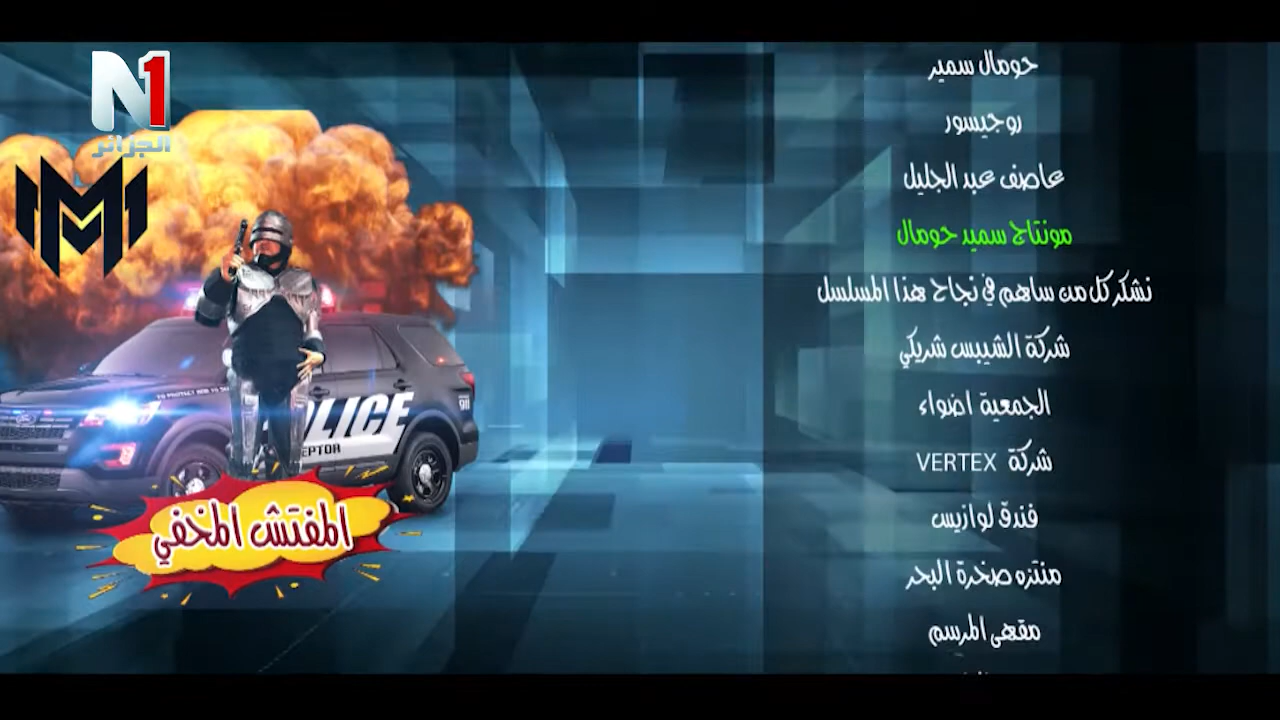 N1
الجزائر
حومال سمير
روجيسور
عاصف عبد الجليل
مونتاج سمير حومال
نشكر كل من ساهم في نجاح هذا المسلسل
شركة الشيبس شريكي
الجمعية اضواء
شركة VERTEX
فندق لوازيس
منتزه صخرة البحر
مقهى المرسم
POLICE
المفتش المخفي